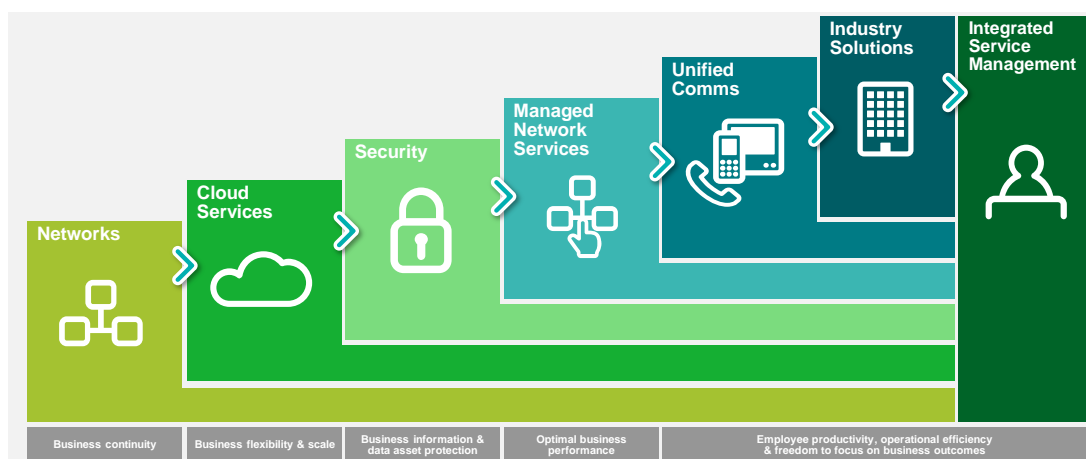 Networks
Cloud
Services
Security
Managed
Network
Services
Unified
Comms
Industry
Solutions
Integrated
Service
Management
Business continuity
Business flexibility & scale
Business information &
data asset protection
Optimal business
performance
Employee productivity, operational efficiency
& freedom to focus on business outcomes